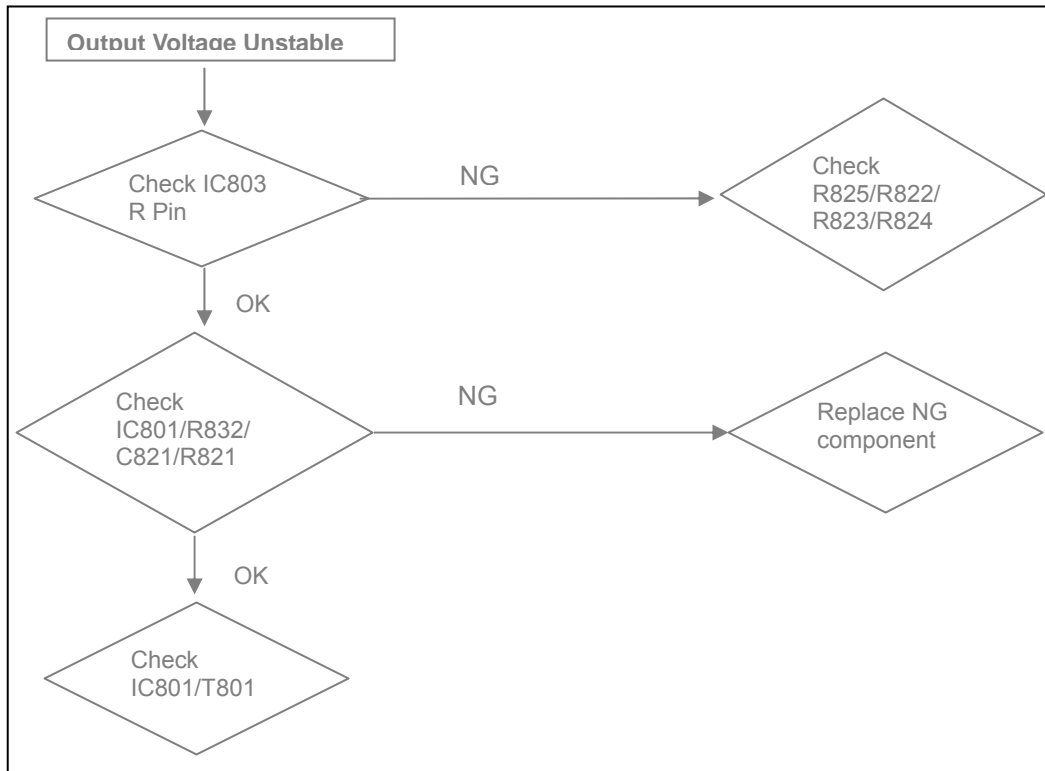 Output Voltage Unstable
Check IC803
R Pin
NG
Check
R825/R822/
R823/R824
OK
Check
IC801/R832/
C821/R821
NG
Replace NG
component
OK
Check
IC801/T801